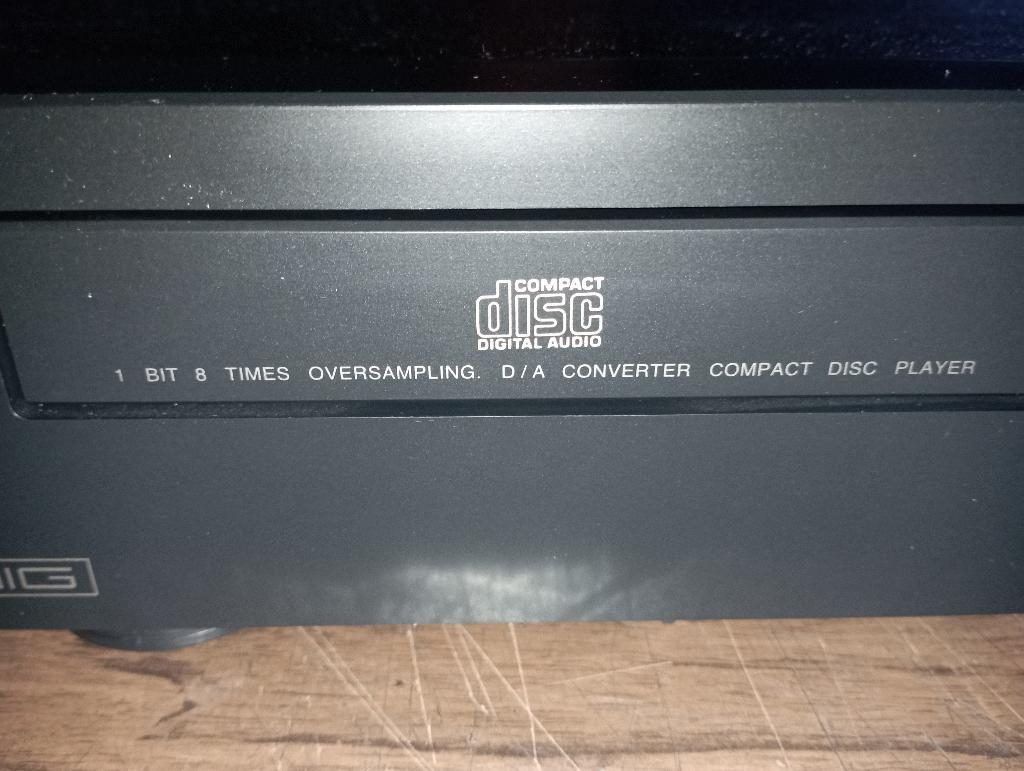 COMPACT
disc
DIGITAL AUDIO
1 BIT 8 TIMES OVERSAMPLING. D/A CONVERTER COMPACT DISC PLAYER